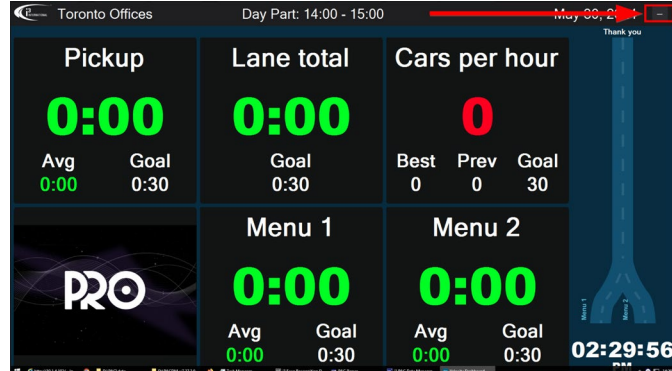 Toronto Offices
Day Part: 14:00 - 15:00
Thank you
Pickup
0:00
Avg Goal
0:00 0:30
Lane total
0:00
Goal
0:30
Cars per hour
0
Best Prev Goal
0 0 30
PRO
Menu 1
0:00
Avg Goal
0:00 0:30
Menu 2
0:00
Avg Goal
0:00 0:30
Menu 1
Menu 2
02:29:56
PM